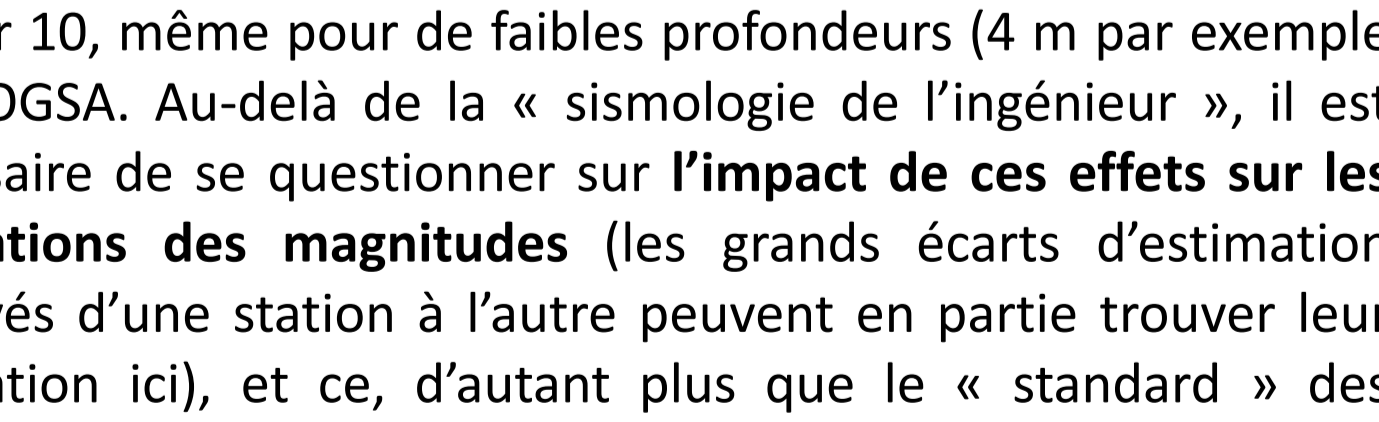 r 10, même pour de faibles profondeurs (4 m par exemple
OGSA. Au-delà de la « sismologie de l’ingénieur », il est
aire de se questionner sur l’impact de ces effets sur les
ations des magnitudes (les grands écarts d’estimation
vés d’une station à l’autre peuvent en partie trouver leur
ation ici), et ce, d’autant plus que le « standard » des